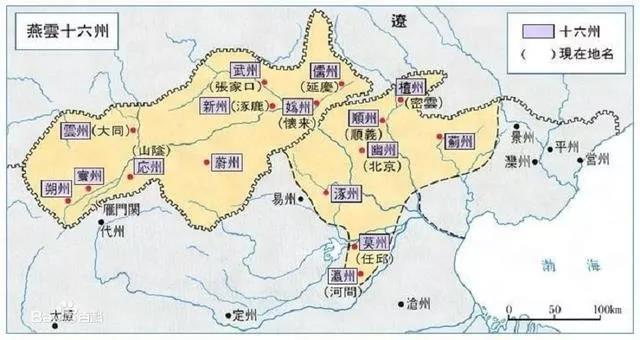 燕雲十六州
遼
十六州
( ) 現在地名
武州
(張家口)
儒州
(延慶)
檀州
(密雲)
新州 (涿鹿)
媯州
(懐来)
順州
(順義)
雲州 (大同)
幽州
(北京)
薊州
景州
平州
灤州
営州
(山陰)
応州
蔚州
朔州
寰州
雁門関
代州
易州
涿州
莫州
(任邱)
瀛州
(河間)
渤海
太原
定州
滄州
0 50 100km
Bai 百科